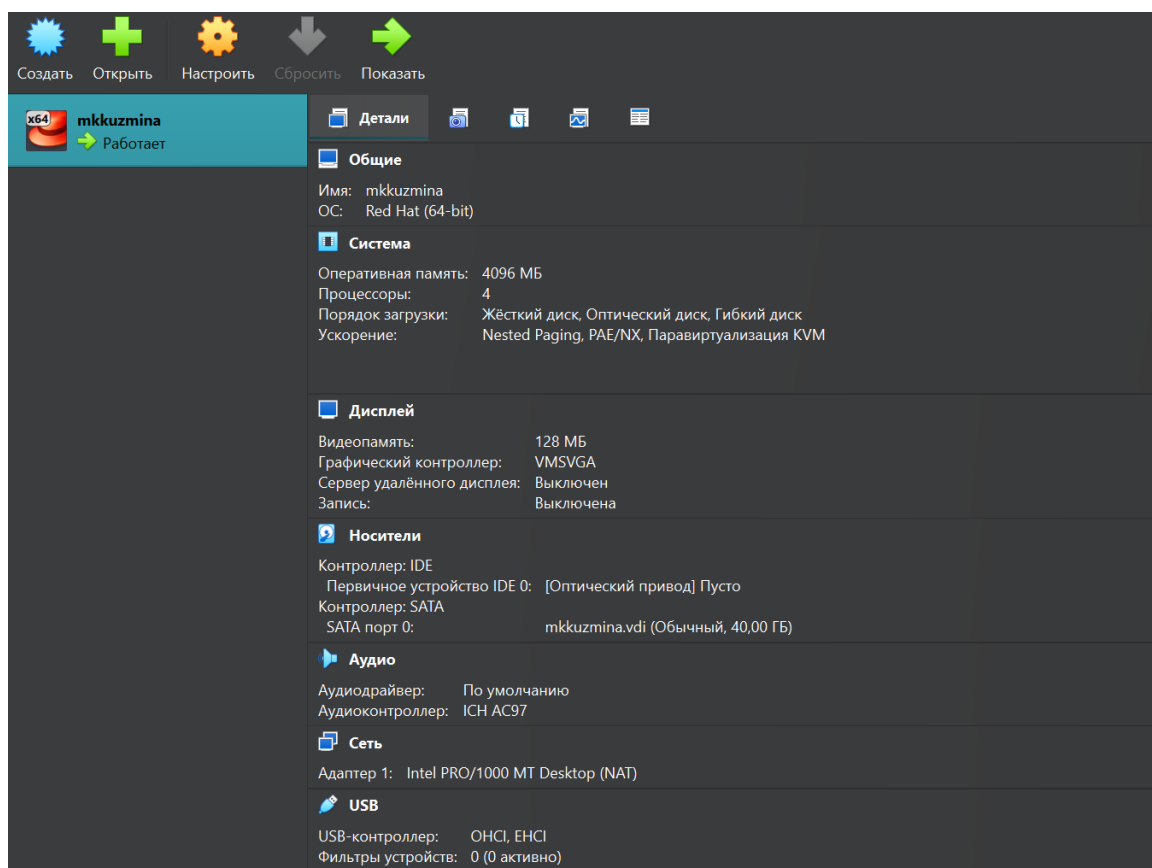 Создать Открыть Настроить Сбросить Показать
x64 mkkuzmina
Работает
Детали
Общие
Имя: mkkuzmina
ОС: Red Hat (64-bit)
Система
Оперативная память: 4096 МБ
Процессоры: 4
Порядок загрузки: Жёсткий диск, Оптический диск, Гибкий диск
Ускорение: Nested Paging, PAE/NX, Паравиртуализация KVM
Дисплей
Видеопамять: 128 МБ
Графический контроллер: VMSVGA
Сервер удалённого дисплея: Выключен
Запись: Выключена
Носители
Контроллер: IDE
Первичное устройство IDE 0: [Оптический привод] Пусто
Контроллер: SATA
SATA порт 0: mkkuzmina.vdi (Обычный, 40,00 ГБ)
Аудио
Аудиодрайвер: По умолчанию
Аудиоконтроллер: ICH AC97
Сеть
Адаптер 1: Intel PRO/1000 MT Desktop (NAT)
USB
USB-контроллер: OHCI, EHCI
Фильтры устройств: 0 (0 активно)